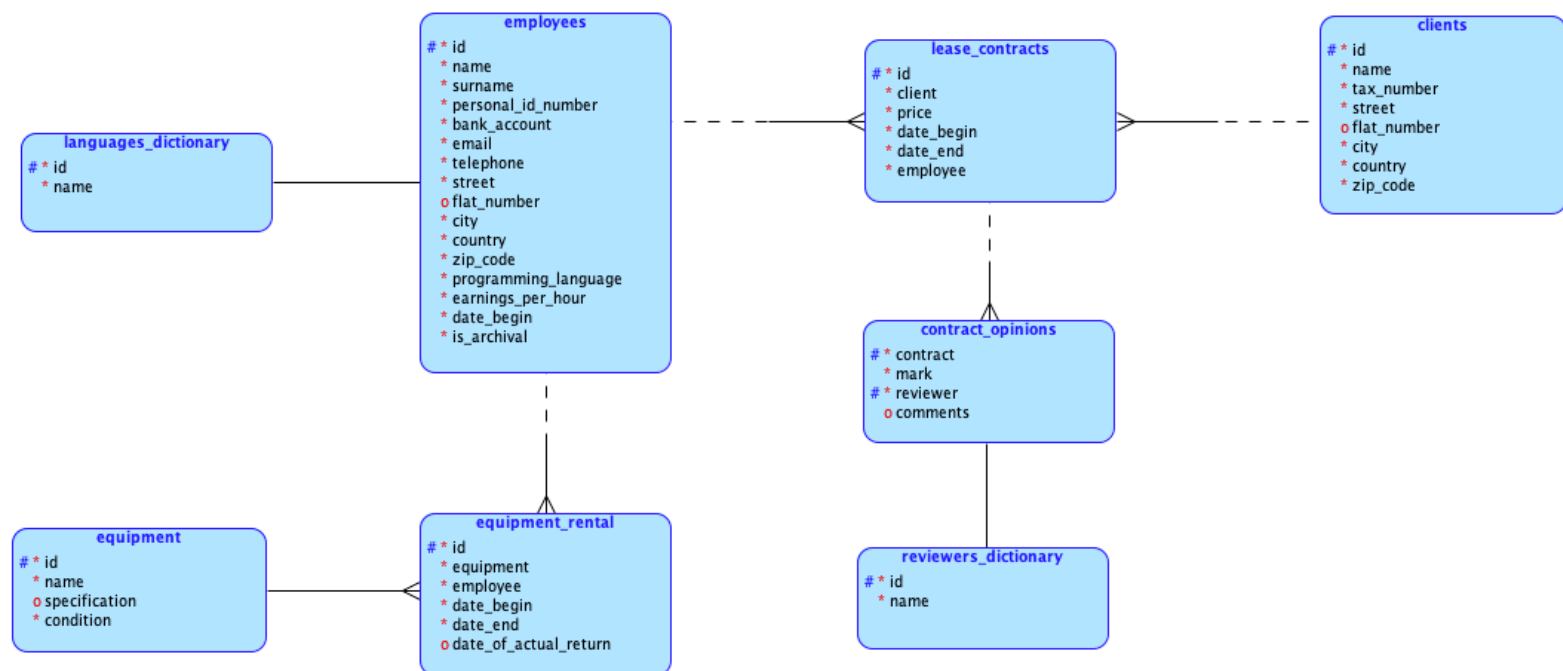 employees
# * id
* name
* surname
* personal_id_number
* bank_account
* email
* telephone
* street
o flat_number
* city
* country
* zip_code
* programming_language
* earnings_per_hour
* date_begin
* is_archival
lease_contracts
# * id
* client
* price
* date_begin
* date_end
* employee
clients
# * id
* name
* tax_number
* street
o flat_number
* city
* country
* zip_code
languages_dictionary
# * id
* name
contract_opinions
# * contract
* mark
# * reviewer
o comments
equipment
# * id
* name
o specification
* condition
equipment_rental
# * id
* equipment
* employee
* date_begin
* date_end
o date_of_actual_return
reviewers_dictionary
# * id
* name